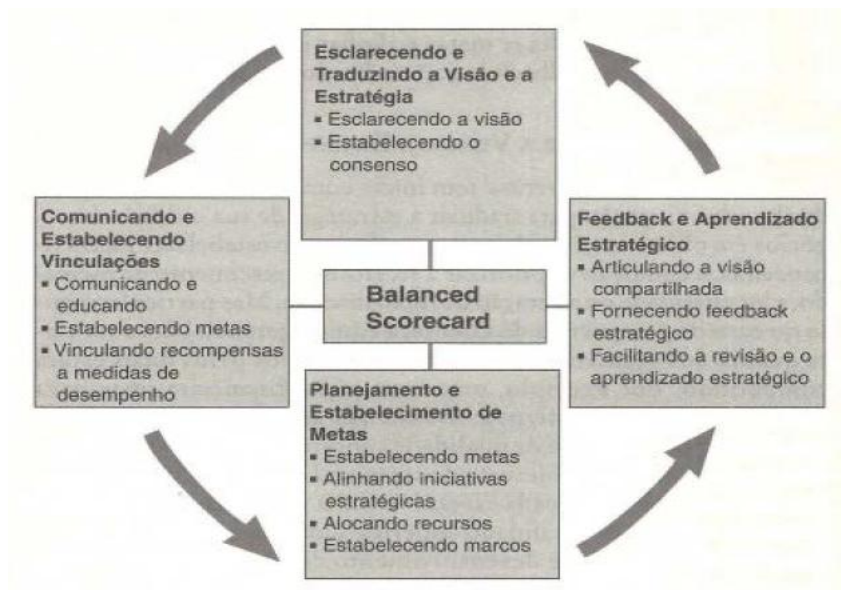 Esclarecendo e
Traduzindo a Visão e a
Estratégia
▪ Esclarecendo a visão
▪ Estabelecendo o
consenso
Comunicando e
Estabelecendo
Vinculações
▪ Comunicando e
educando
▪ Estabelecendo metas
▪ Vinculando recompensas
a medidas de
desempenho
Balanced
Scorecard
Feedback e Aprendizado
Estratégico
▪ Articulando a visão
compartilhada
▪ Fornecendo feedback
estratégico
▪ Facilitando a revisão e o
aprendizado estratégico
Planejamento e
Estabelecimento de
Metas
▪ Estabelecendo metas
▪ Alinhando iniciativas
estratégicas
▪ Alocando recursos
▪ Estabelecendo marcos